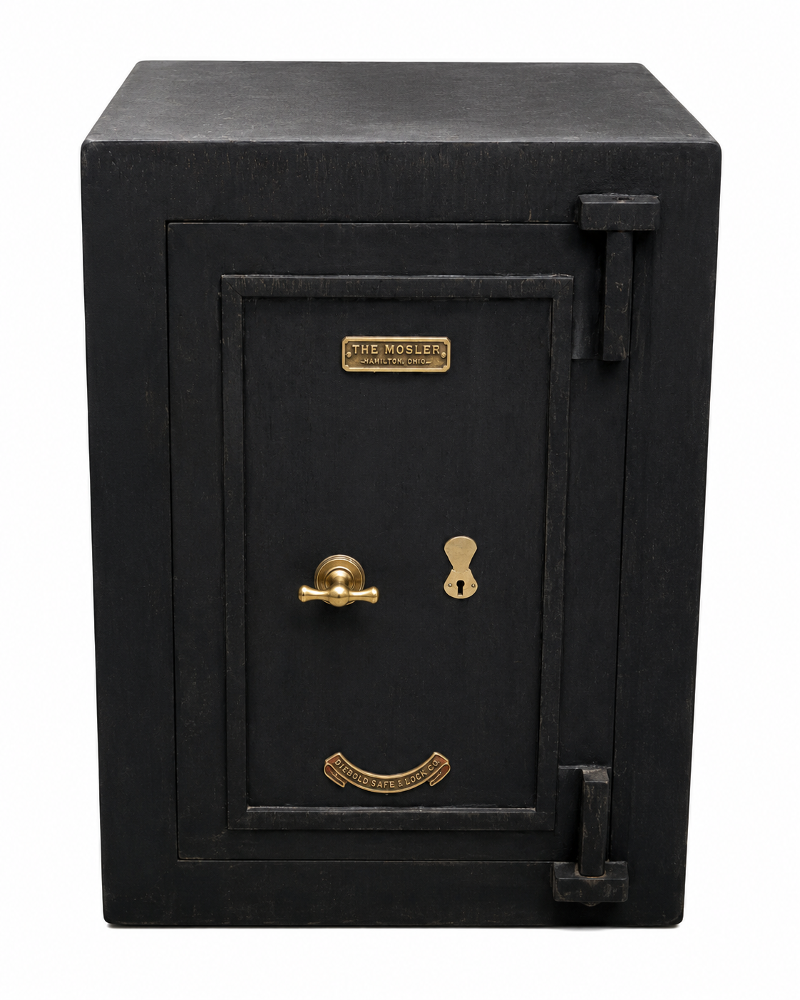 THE MOSLER
HAMILTON, OHIO
DIEBOLD SAFE & LOCK CO.